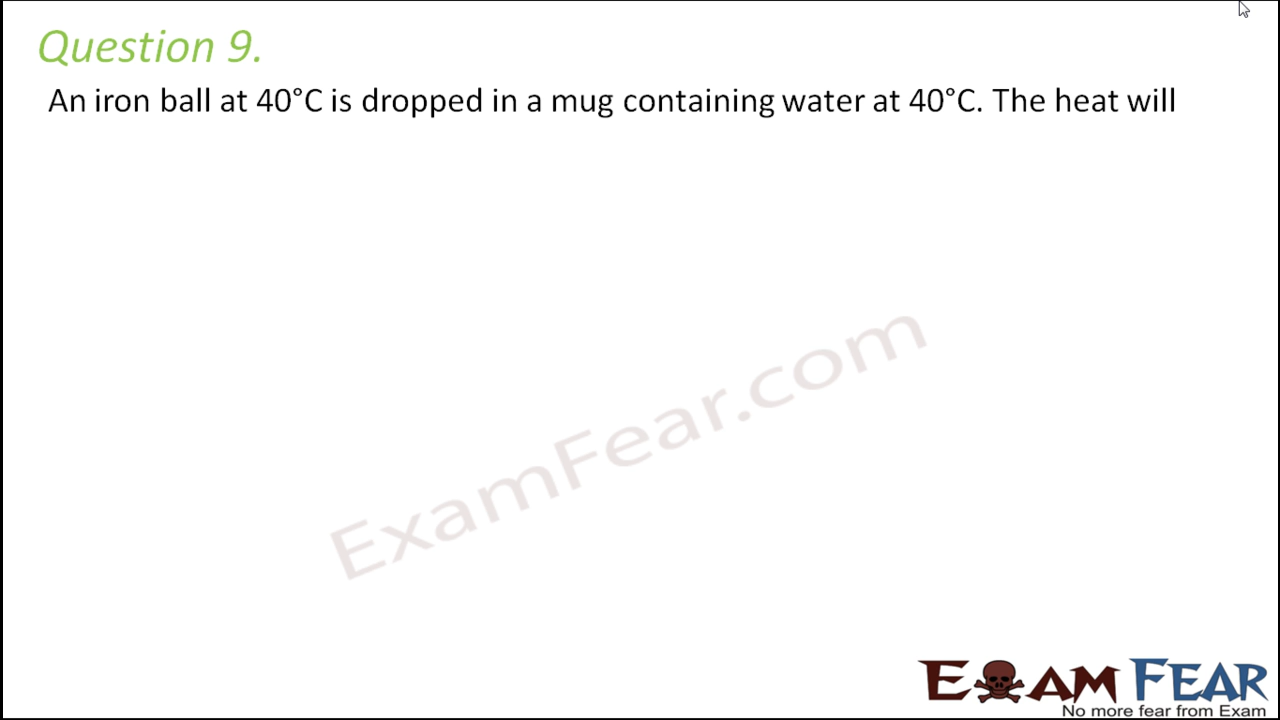 Question 9.
An iron ball at 40°C is dropped in a mug containing water at 40°C. The heat will
ExamFear.com
EXAM FEAR
No more fear from Exam